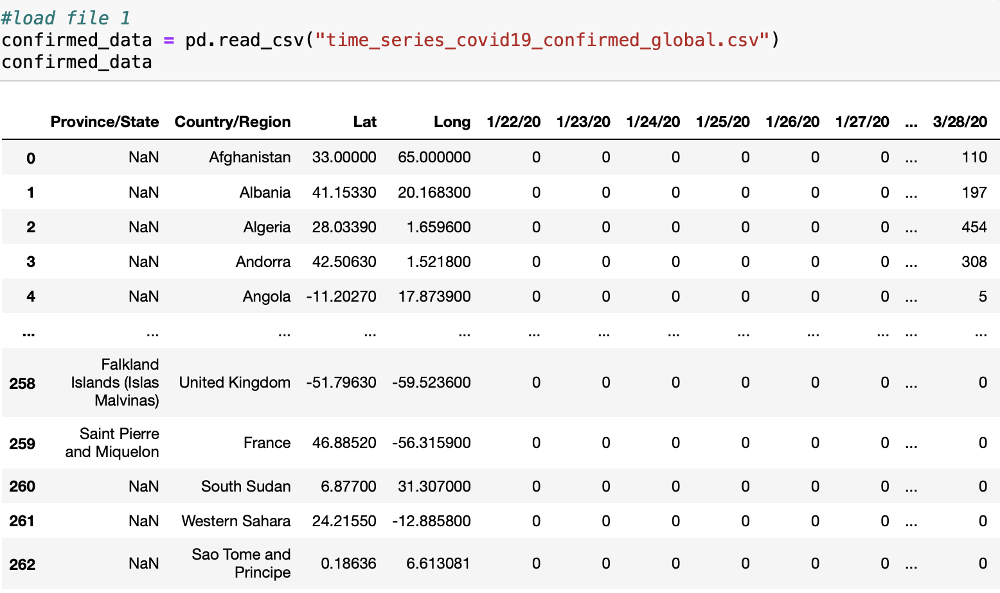 #load file 1
confirmed_data = pd.read_csv("time_series_covid19_confirmed_global.csv")
confirmed_data
Province/State Country/Region Lat Long 1/22/20 1/23/20 1/24/20 1/25/20 1/26/20 1/27/20 ... 3/28/20
0 NaN Afghanistan 33.00000 65.000000 0 0 0 0 0 0 ... 110
1 NaN Albania 41.15330 20.168300 0 0 0 0 0 0 ... 197
2 NaN Algeria 28.03390 1.659600 0 0 0 0 0 0 ... 454
3 NaN Andorra 42.50630 1.521800 0 0 0 0 0 0 ... 308
4 NaN Angola -11.20270 17.873900 0 0 0 0 0 0 ... 5
... ... ... ... ... ... ... ... ... ... ... ... ...
Falkland
258 Islands (Islas United Kingdom -51.79630 -59.523600 0 0 0 0 0 0 ... 0
Malvinas)
Saint Pierre
259 and Miquelon France 46.88520 -56.315900 0 0 0 0 0 0 ... 0
260 NaN South Sudan 6.87700 31.307000 0 0 0 0 0 0 ... 0
261 NaN Western Sahara 24.21550 -12.885800 0 0 0 0 0 0 ... 0
262 NaN Sao Tome and
Principe 0.18636 6.613081 0 0 0 0 0 0 ... 0